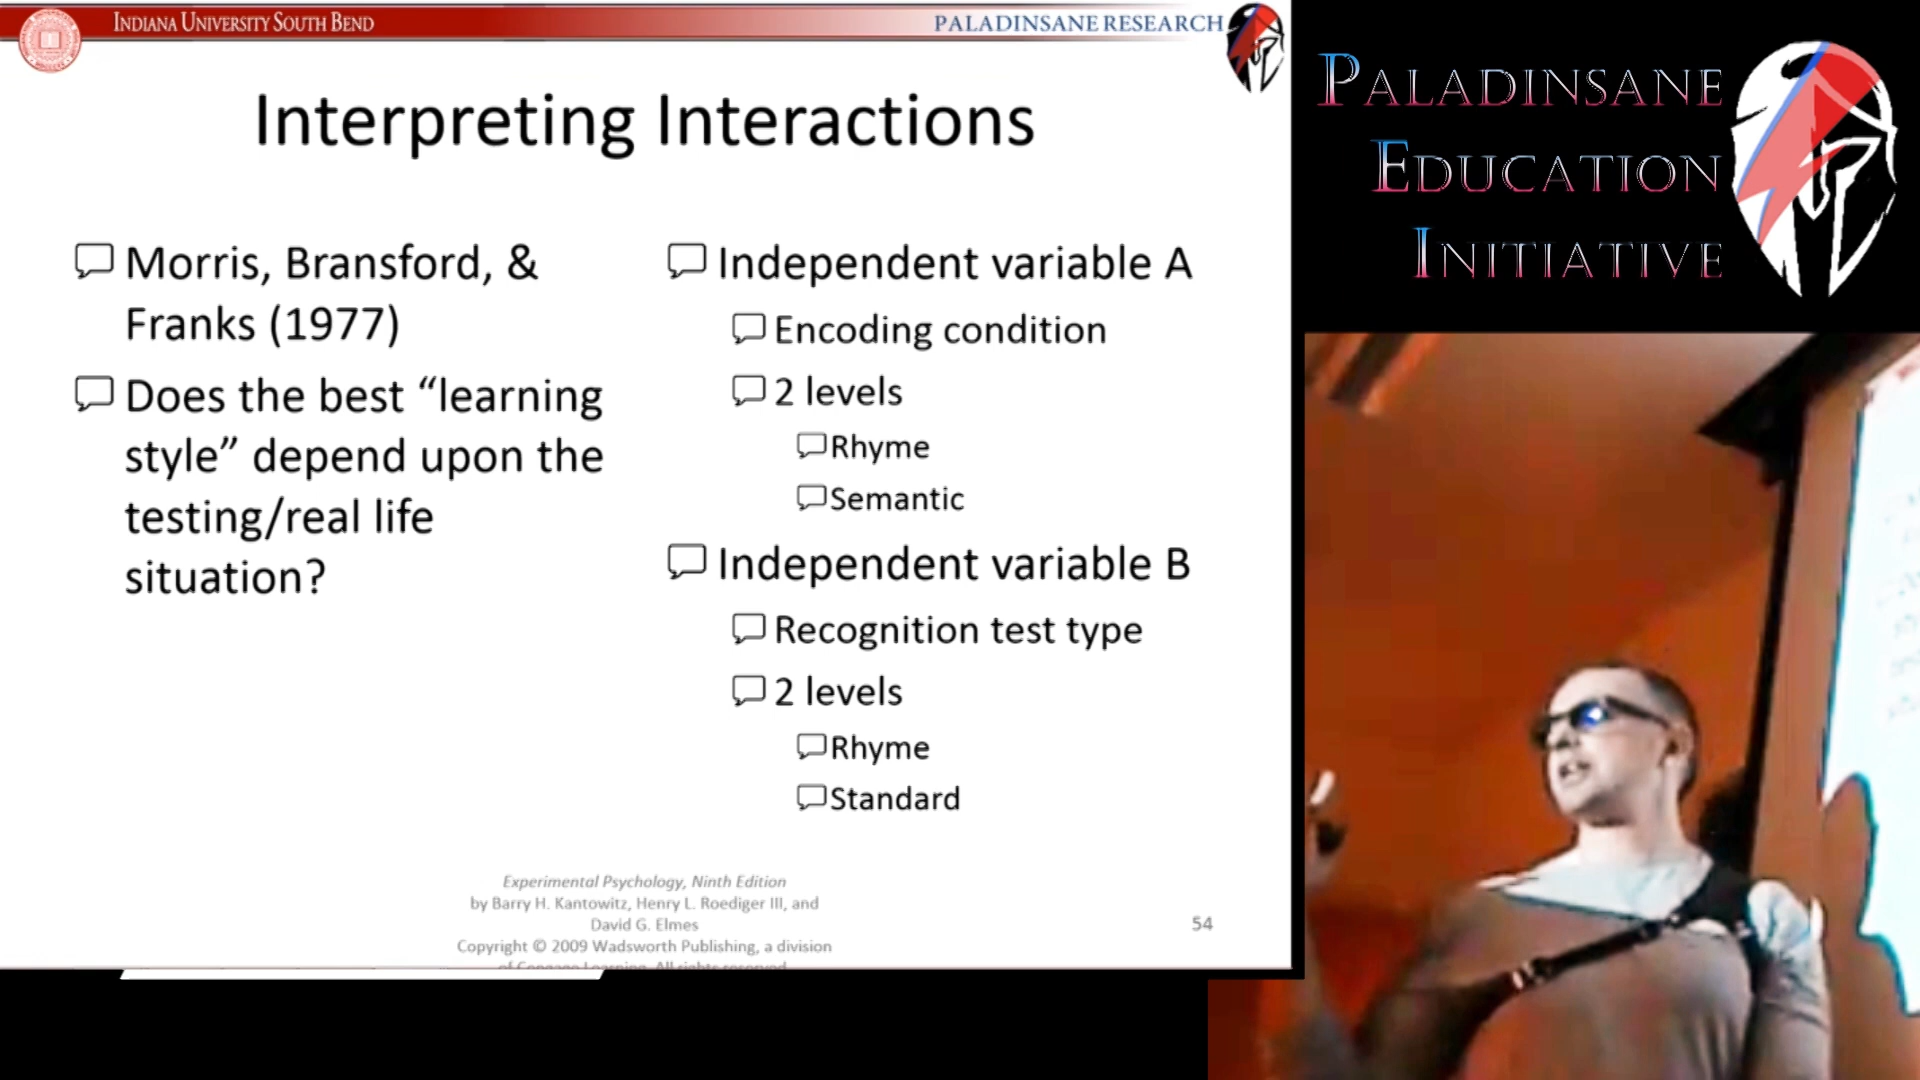 INDIANA UNIVERSITY SOUTH BEND
PALADINSANE RESEARCH
PALADINSANE
EDUCATION
INITIATIVE
Interpreting Interactions
Morris, Bransford, &
Franks (1977)
Does the best “learning
style” depend upon the
testing/real life
situation?
Independent variable A
Encoding condition
2 levels
Rhyme
Semantic
Independent variable B
Recognition test type
2 levels
Rhyme
Standard
Experimental Psychology, Ninth Edition
by Barry H. Kantowitz, Henry L. Roediger III, and
David G. Elmes
Copyright © 2009 Wadsworth Publishing, a division
of Cengage Learning. All rights reserved
54